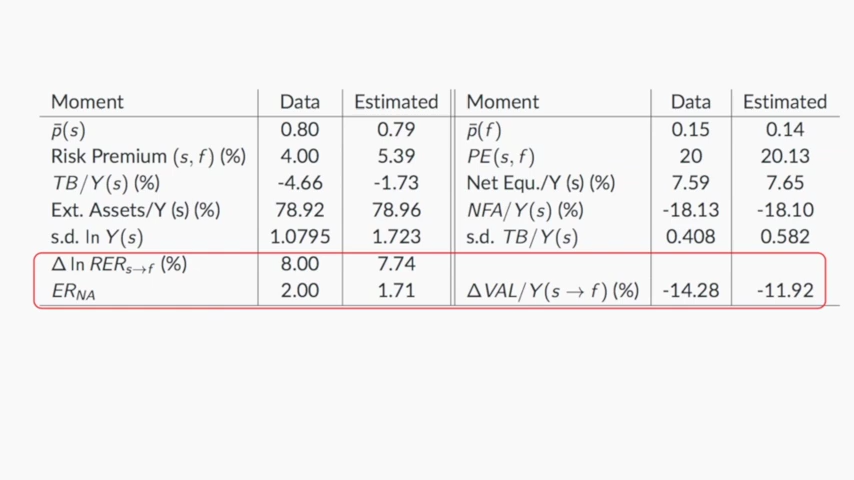 Moment Data Estimated Moment Data Estimated
p̄(s) 0.80 0.79 p̄(f) 0.15 0.14
Risk Premium (s, f) (%) 4.00 5.39 PE(s, f) 20 20.13
TB/Y(s) (%) -4.66 -1.73 Net Equ./Y (s) (%) 7.59 7.65
Ext. Assets/Y (s) (%) 78.92 78.96 NFA/Y(s) (%) -18.13 -18.10
s.d. ln Y(s) 1.0795 1.723 s.d. TB/Y(s) 0.408 0.582
Δ ln RERₛ→f (%) 8.00 7.74
ER_NA 2.00 1.71 ΔVAL/Y(s → f) (%) -14.28 -11.92